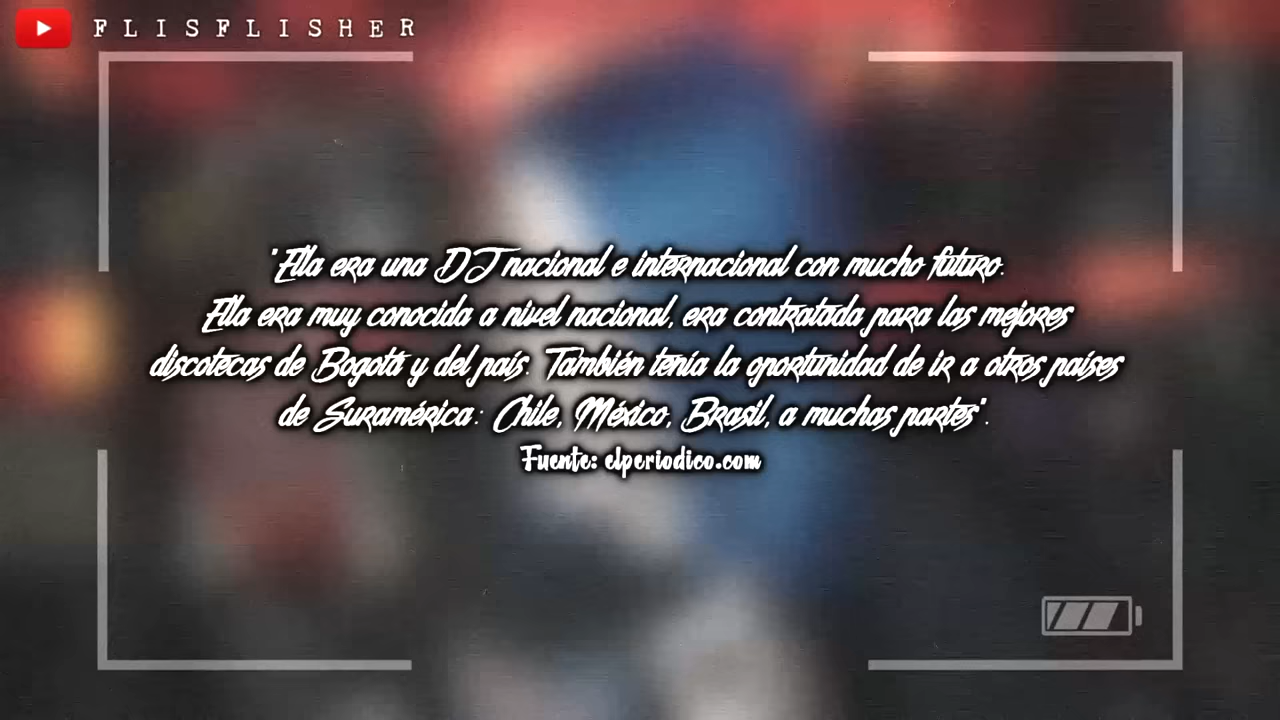 FLISFLISHER
"Ella era una DJ nacional e internacional con mucho futuro.
Ella era muy conocida a nivel nacional, era contratada para las mejores
discotecas de Bogotá y del país. También tenía la oportunidad de ir a otros países
de Suramérica: Chile, México, Brasil, a muchas partes".
Fuente: elperiodico.com